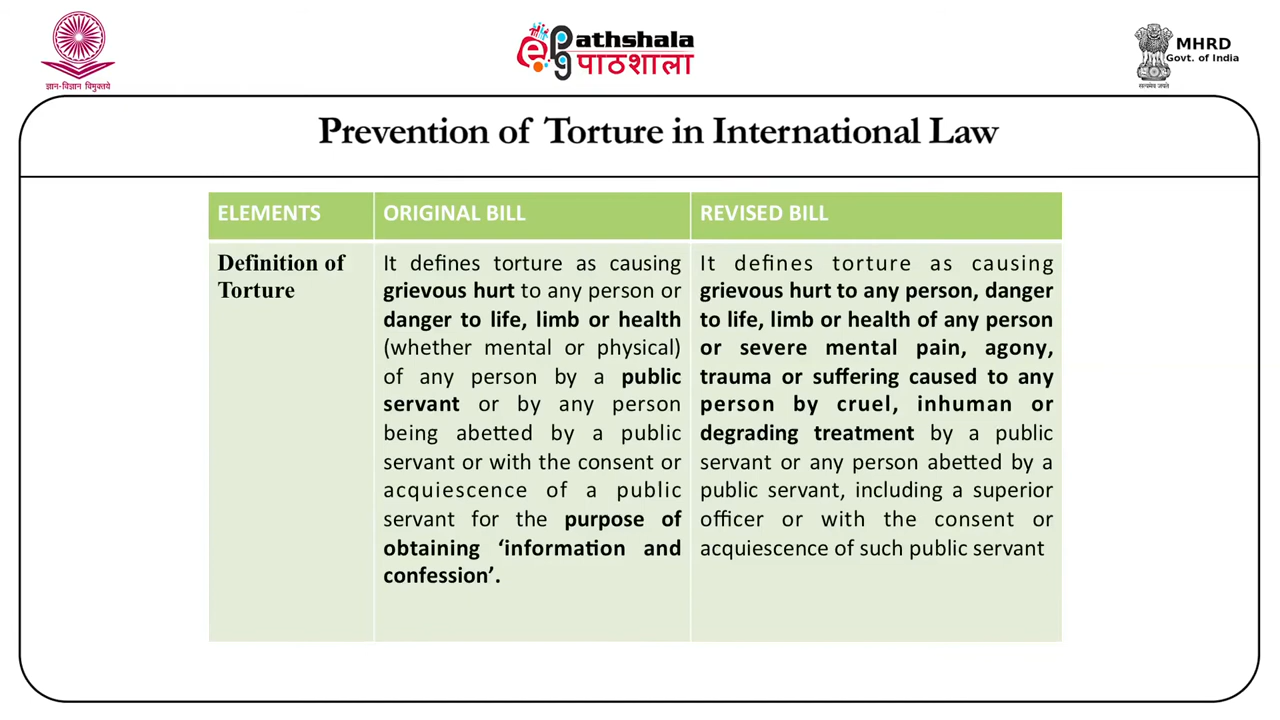 ज्ञान-विज्ञान विमुक्तये
ePg Pathshala
पाठशाला
MHRD
Govt. of India
सत्यमेव जयते
Prevention of Torture in International Law
ELEMENTS
ORIGINAL BILL
REVISED BILL
Definition of
Torture
It defines torture as causing
grievous hurt to any person or
danger to life, limb or health
(whether mental or physical)
of any person by a public
servant or by any person
being abetted by a public
servant or with the consent or
acquiescence of a public
servant for the purpose of
obtaining ‘information and
confession’.
It defines torture as causing
grievous hurt to any person, danger
to life, limb or health of any person
or severe mental pain, agony,
trauma or suffering caused to any
person by cruel, inhuman or
degrading treatment by a public
servant or any person abetted by a
public servant, including a superior
officer or with the consent or
acquiescence of such public servant